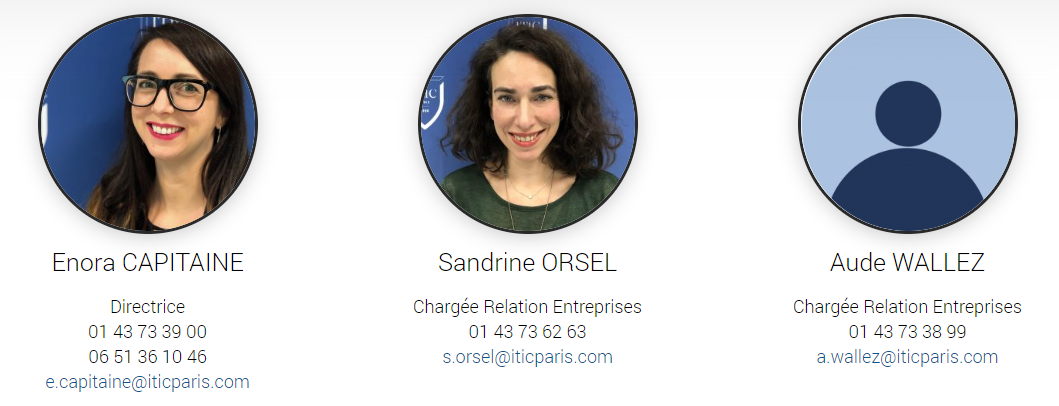 Enora CAPITAINE
Directrice
01 43 73 39 00
06 51 36 10 46
e.capitaine@iticparis.com
Sandrine ORSEL
Chargée Relation Entreprises
01 43 73 62 63
s.orsel@iticparis.com
Aude WALLEZ
Chargée Relation Entreprises
01 43 73 38 99
a.wallez@iticparis.com